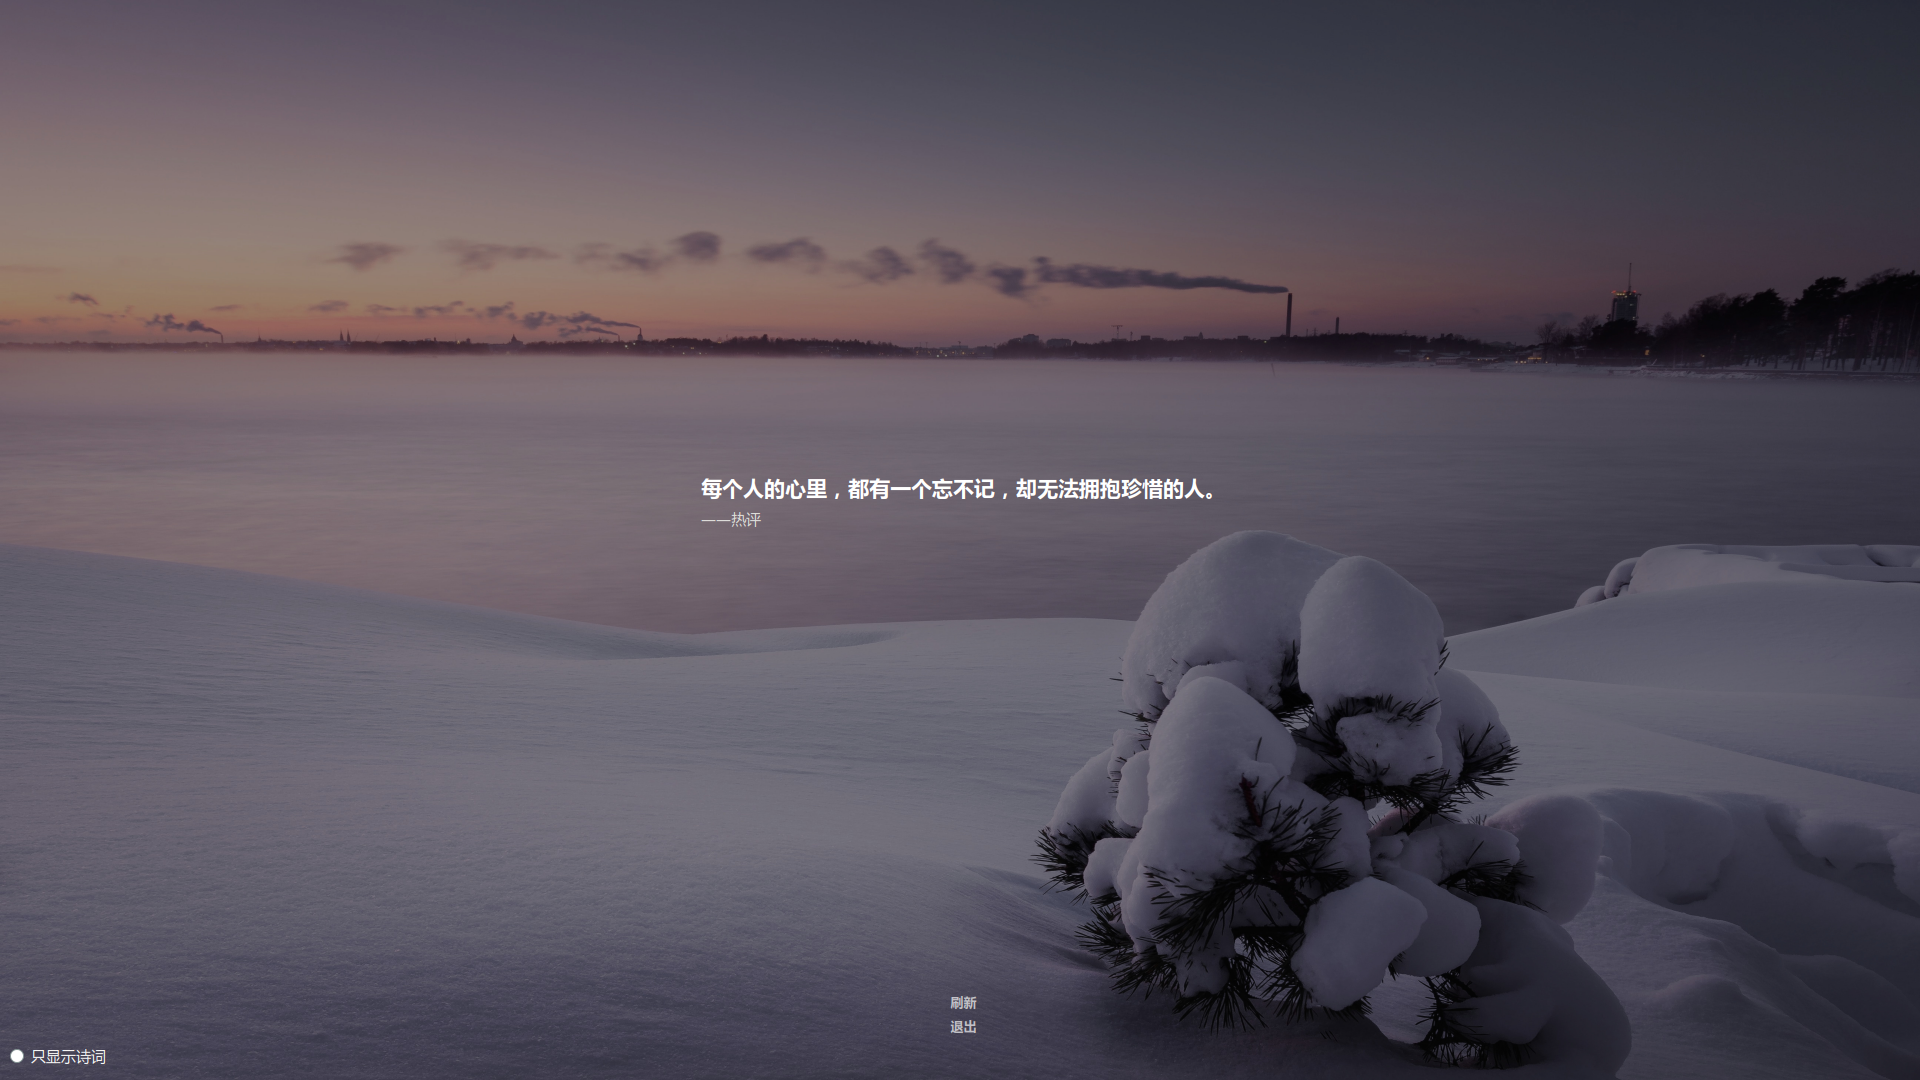 每个人的心里，都有一个忘不记，却无法拥抱珍惜的人。
——热评
刷新
退出
只显示诗词